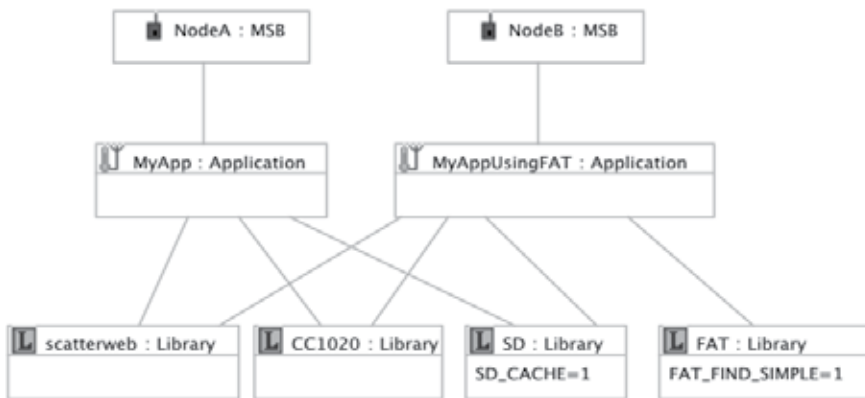 NodeA : MSB
NodeB : MSB
MyApp : Application
MyAppUsingFAT : Application
L scatterweb : Library
L CC1020 : Library
L SD : Library
L FAT : Library
SD_CACHE=1
FAT_FIND_SIMPLE=1